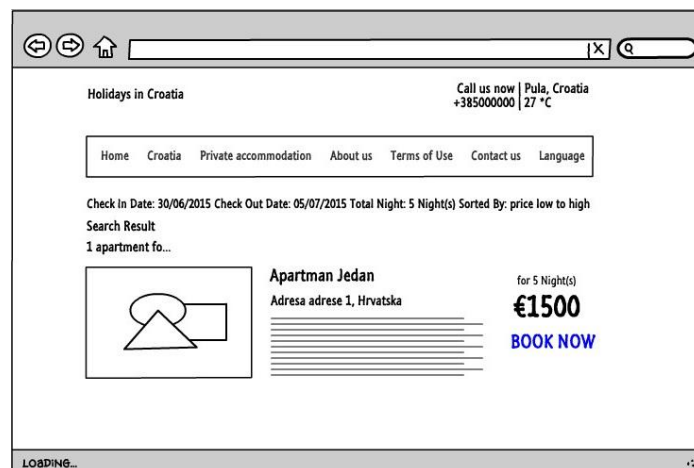 Holidays in Croatia
Call us now | Pula, Croatia
+385000000 | 27 *C
Home Croatia Private accommodation About us Terms of Use Contact us Language
Check In Date: 30/06/2015 Check Out Date: 05/07/2015 Total Night: 5 Night(s) Sorted By: price low to high
Search Result
1 apartment fo...
Apartman Jedan
Adresa adrese 1, Hrvatska
for 5 Night(s)
€1500
BOOK NOW
LOADING...